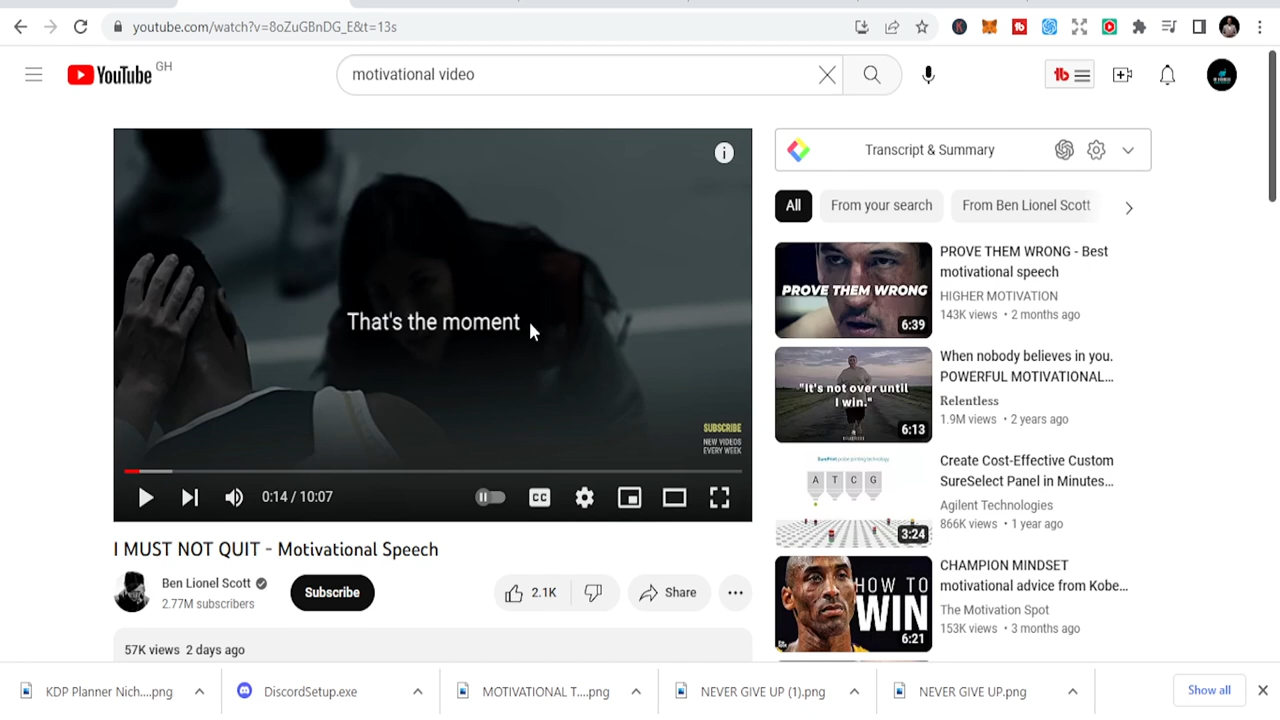 youtube.com/watch?v=8oZuGBnDG_E&t=13s
YouTube GH
motivational video
That's the moment
SUBSCRIBE
NEW VIDEOS
EVERY WEEK
0:14 / 10:07
CC
I MUST NOT QUIT - Motivational Speech
Ben Lionel Scott
2.77M subscribers
Subscribe
2.1K
Share
57K views 2 days ago
Transcript & Summary
All
From your search
From Ben Lionel Scott
PROVE THEM WRONG
6:39
PROVE THEM WRONG - Best
motivational speech
HIGHER MOTIVATION
143K views • 2 months ago
"It's not over until
I win."
6:13
When nobody believes in you.
POWERFUL MOTIVATIONAL...
Relentless
1.9M views • 2 years ago
A T C G
3:24
Create Cost-Effective Custom
SureSelect Panel in Minutes...
Agilent Technologies
866K views • 1 year ago
HOW TO
WIN
6:21
CHAMPION MINDSET
motivational advice from Kobe...
The Motivation Spot
153K views • 3 months ago
KDP Planner Nich....png
DiscordSetup.exe
MOTIVATIONAL T....png
NEVER GIVE UP (1).png
NEVER GIVE UP.png
Show all